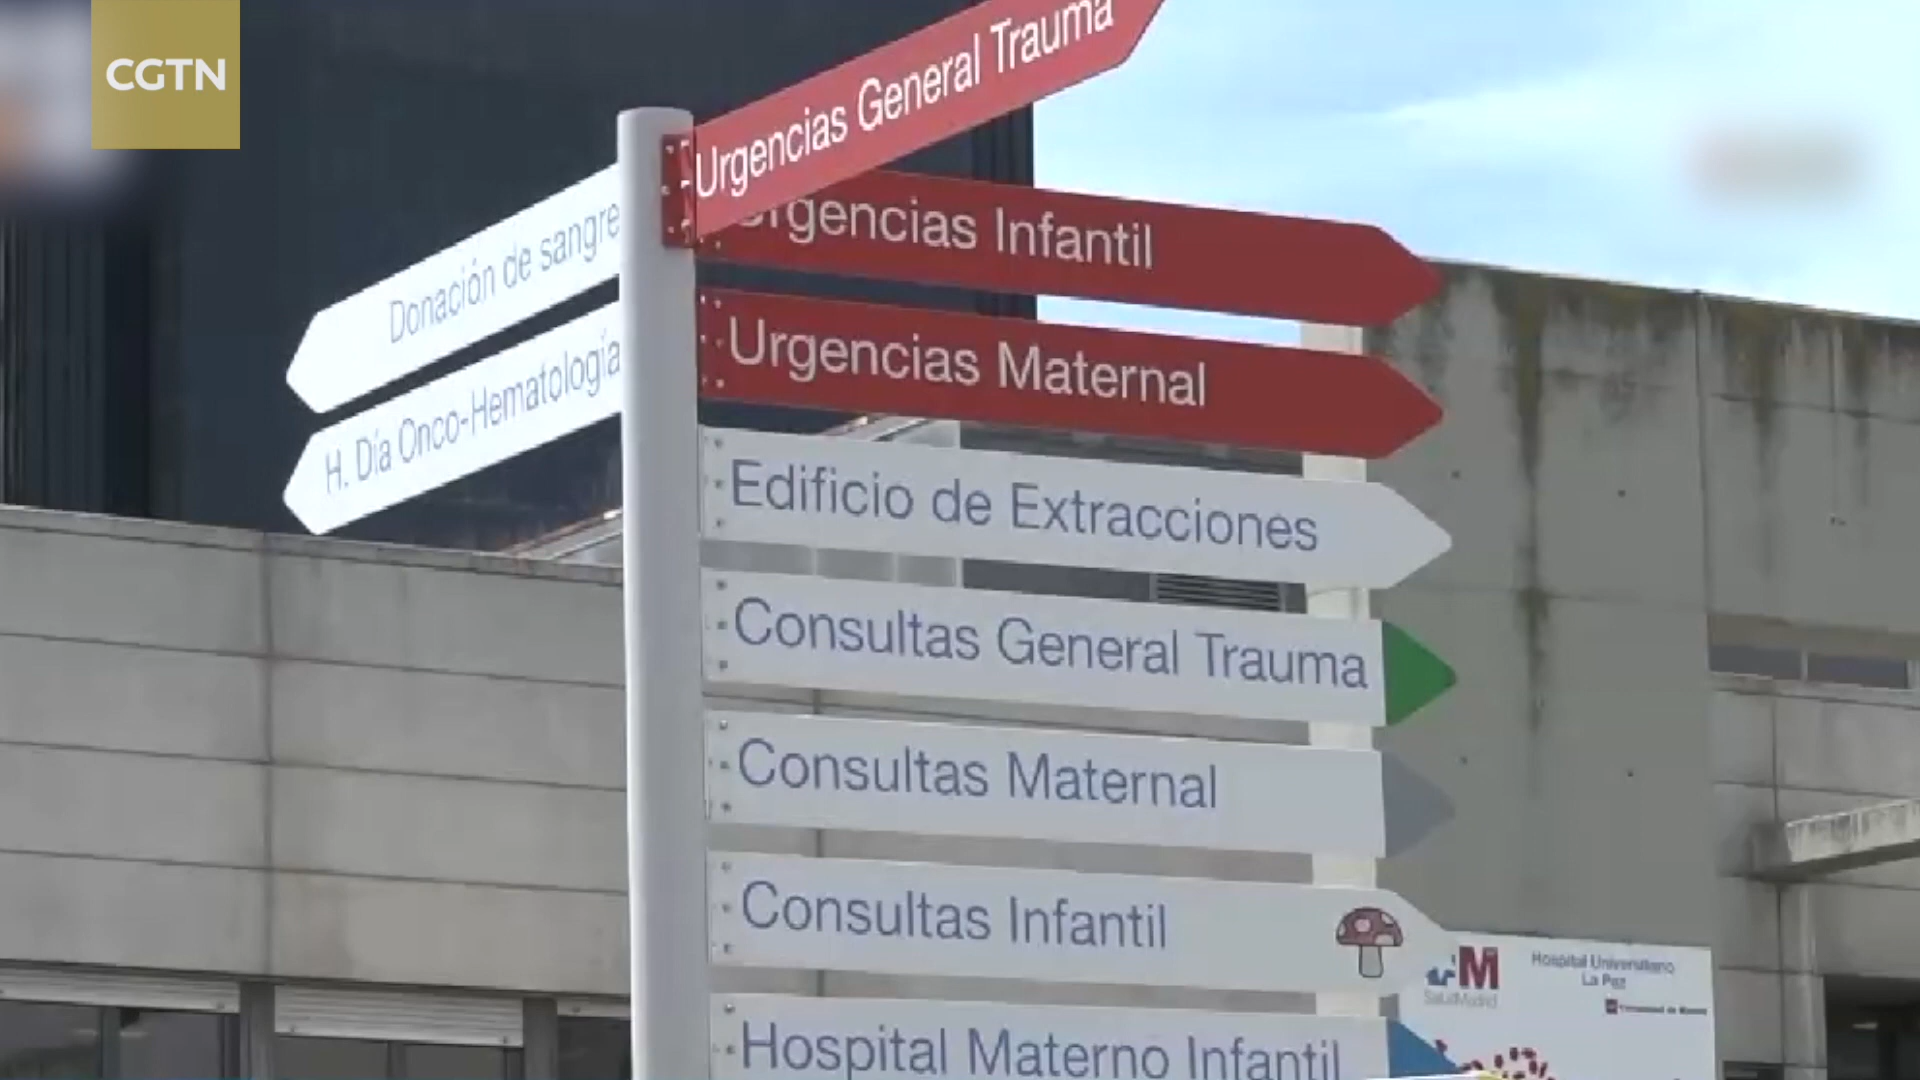 CGTN
Urgencias General Trauma
Urgencias Infantil
Urgencias Maternal
Donación de sangre
H. Día Onco-Hematología
Edificio de Extracciones
Consultas General Trauma
Consultas Maternal
Consultas Infantil
Hospital Materno Infantil
M
SaludMadrid
Hospital Universitario
La Paz